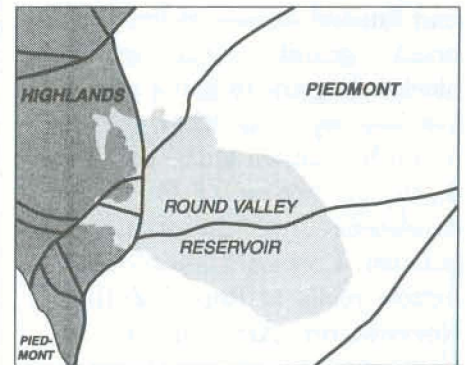 HIGHLANDS
PIEDMONT
ROUND VALLEY
RESERVOIR
PIED-
MONT